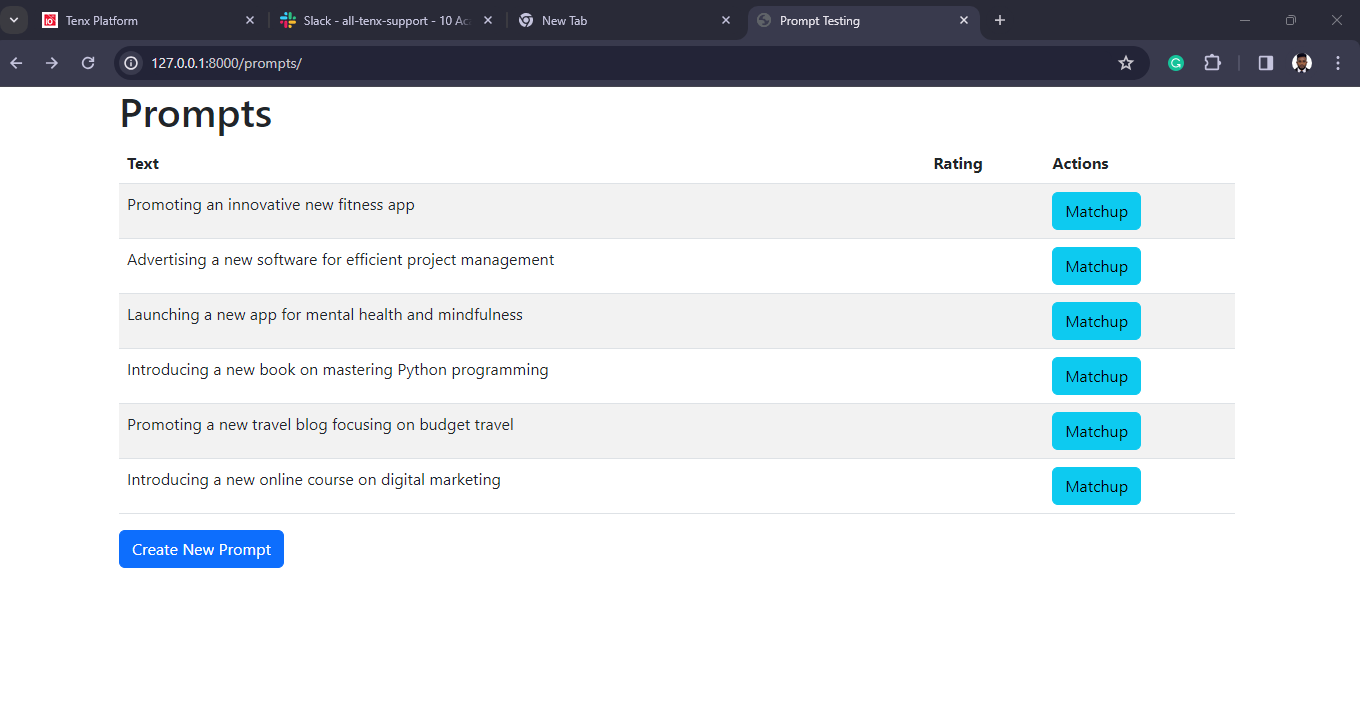 Tenx Platform
Slack - all-tenx-support - 10 Ac
New Tab
Prompt Testing
127.0.0.1:8000/prompts/
Prompts
Text Rating Actions
Promoting an innovative new fitness app Matchup
Advertising a new software for efficient project management Matchup
Launching a new app for mental health and mindfulness Matchup
Introducing a new book on mastering Python programming Matchup
Promoting a new travel blog focusing on budget travel Matchup
Introducing a new online course on digital marketing Matchup
Create New Prompt